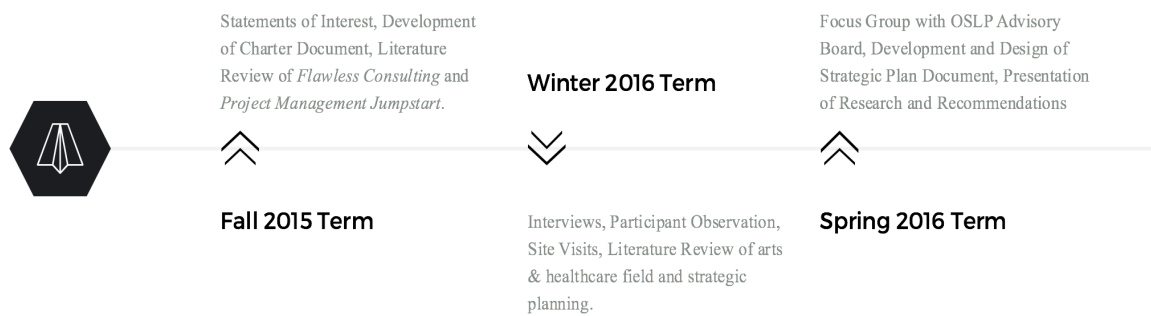 Statements of Interest, Development
of Charter Document, Literature
Review of Flawless Consulting and
Project Management Jumpstart.
Fall 2015 Term
Winter 2016 Term
Interviews, Participant Observation,
Site Visits, Literature Review of arts
& healthcare field and strategic
planning.
Focus Group with OSLP Advisory
Board, Development and Design of
Strategic Plan Document, Presentation
of Research and Recommendations
Spring 2016 Term